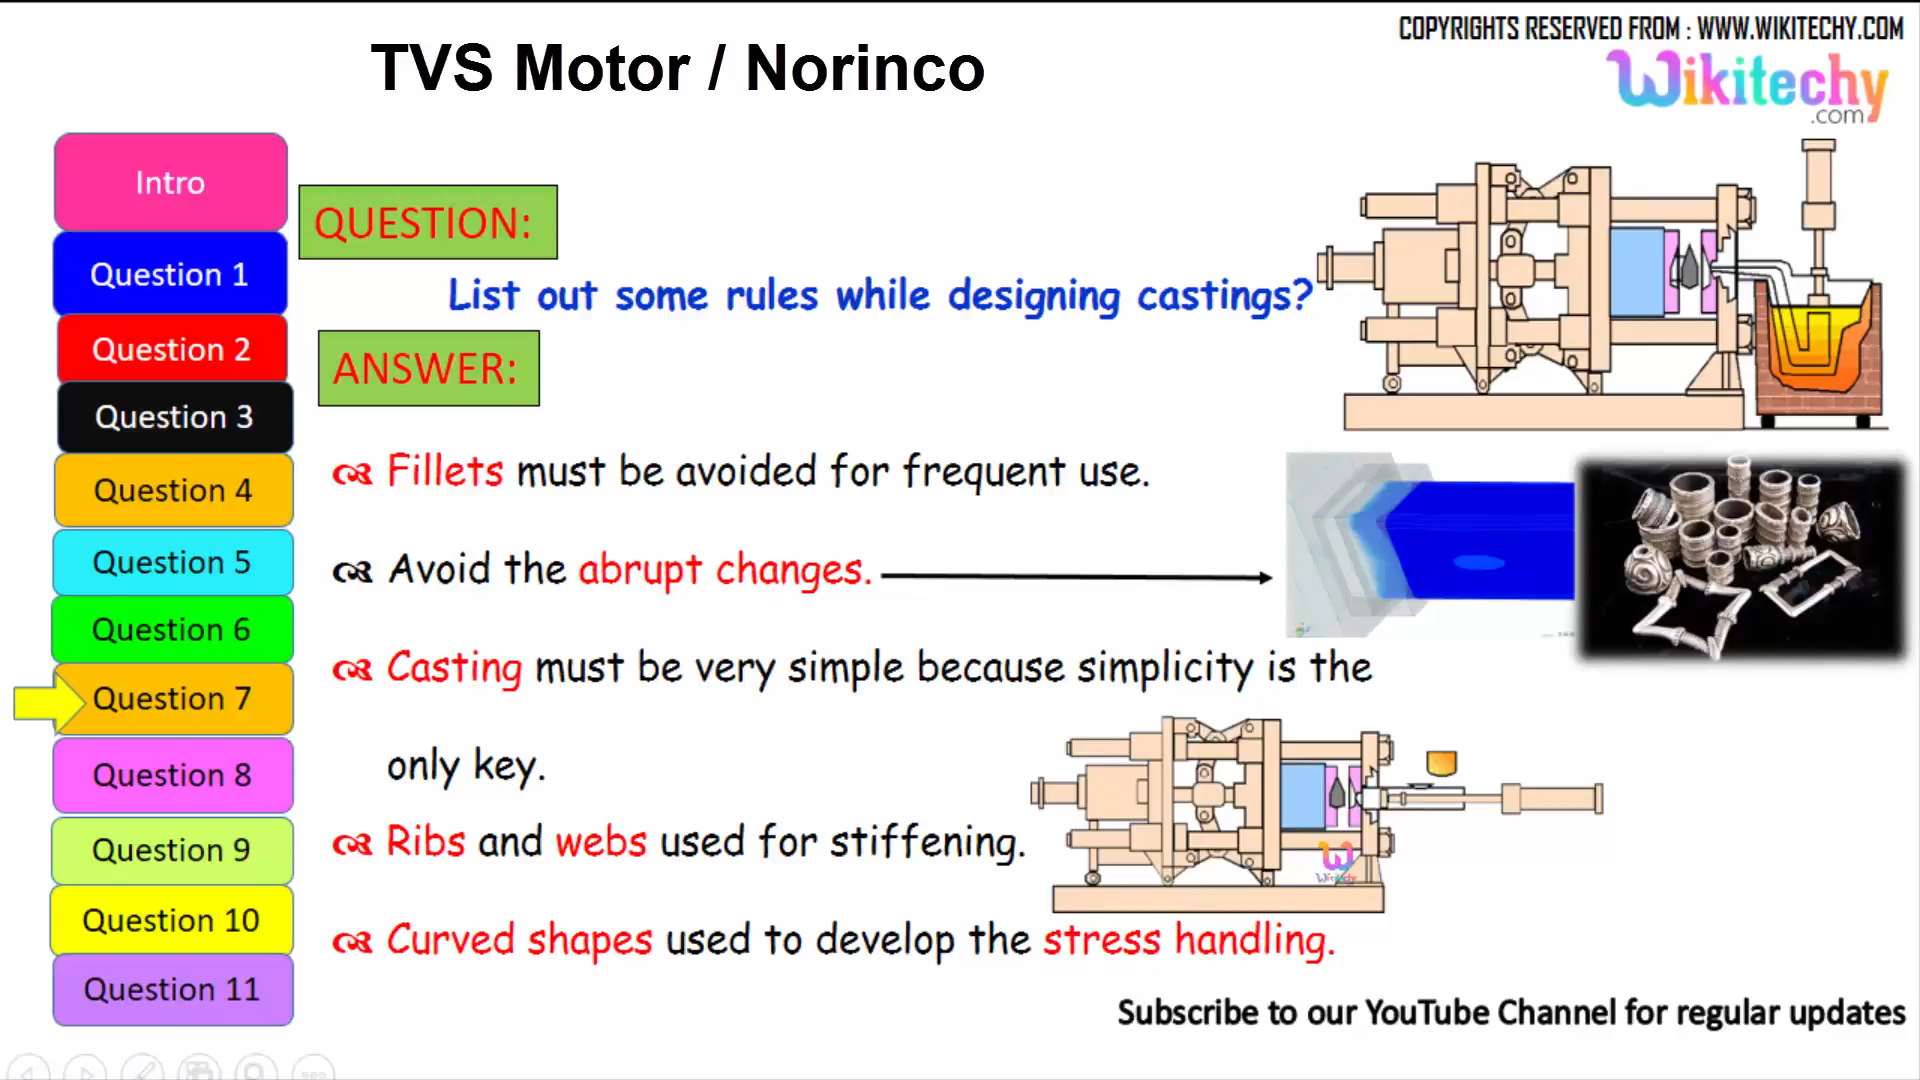 COPYRIGHTS RESERVED FROM : WWW.WIKITECHY.COM
TVS Motor / Norinco
Wikitechy
.com
Intro
Question 1
Question 2
Question 3
Question 4
Question 5
Question 6
Question 7
Question 8
Question 9
Question 10
Question 11
QUESTION:
List out some rules while designing castings?
ANSWER:
Fillets must be avoided for frequent use.
Avoid the abrupt changes.
Casting must be very simple because simplicity is the
only key.
Ribs and webs used for stiffening.
Wikitechy
Curved shapes used to develop the stress handling.
Subscribe to our YouTube Channel for regular updates